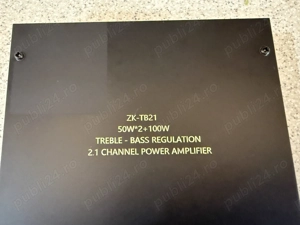 ZK-TB21
50W*2+100W
TREBLE - BASS REGULATION
2.1 CHANNEL POWER AMPLIFIER